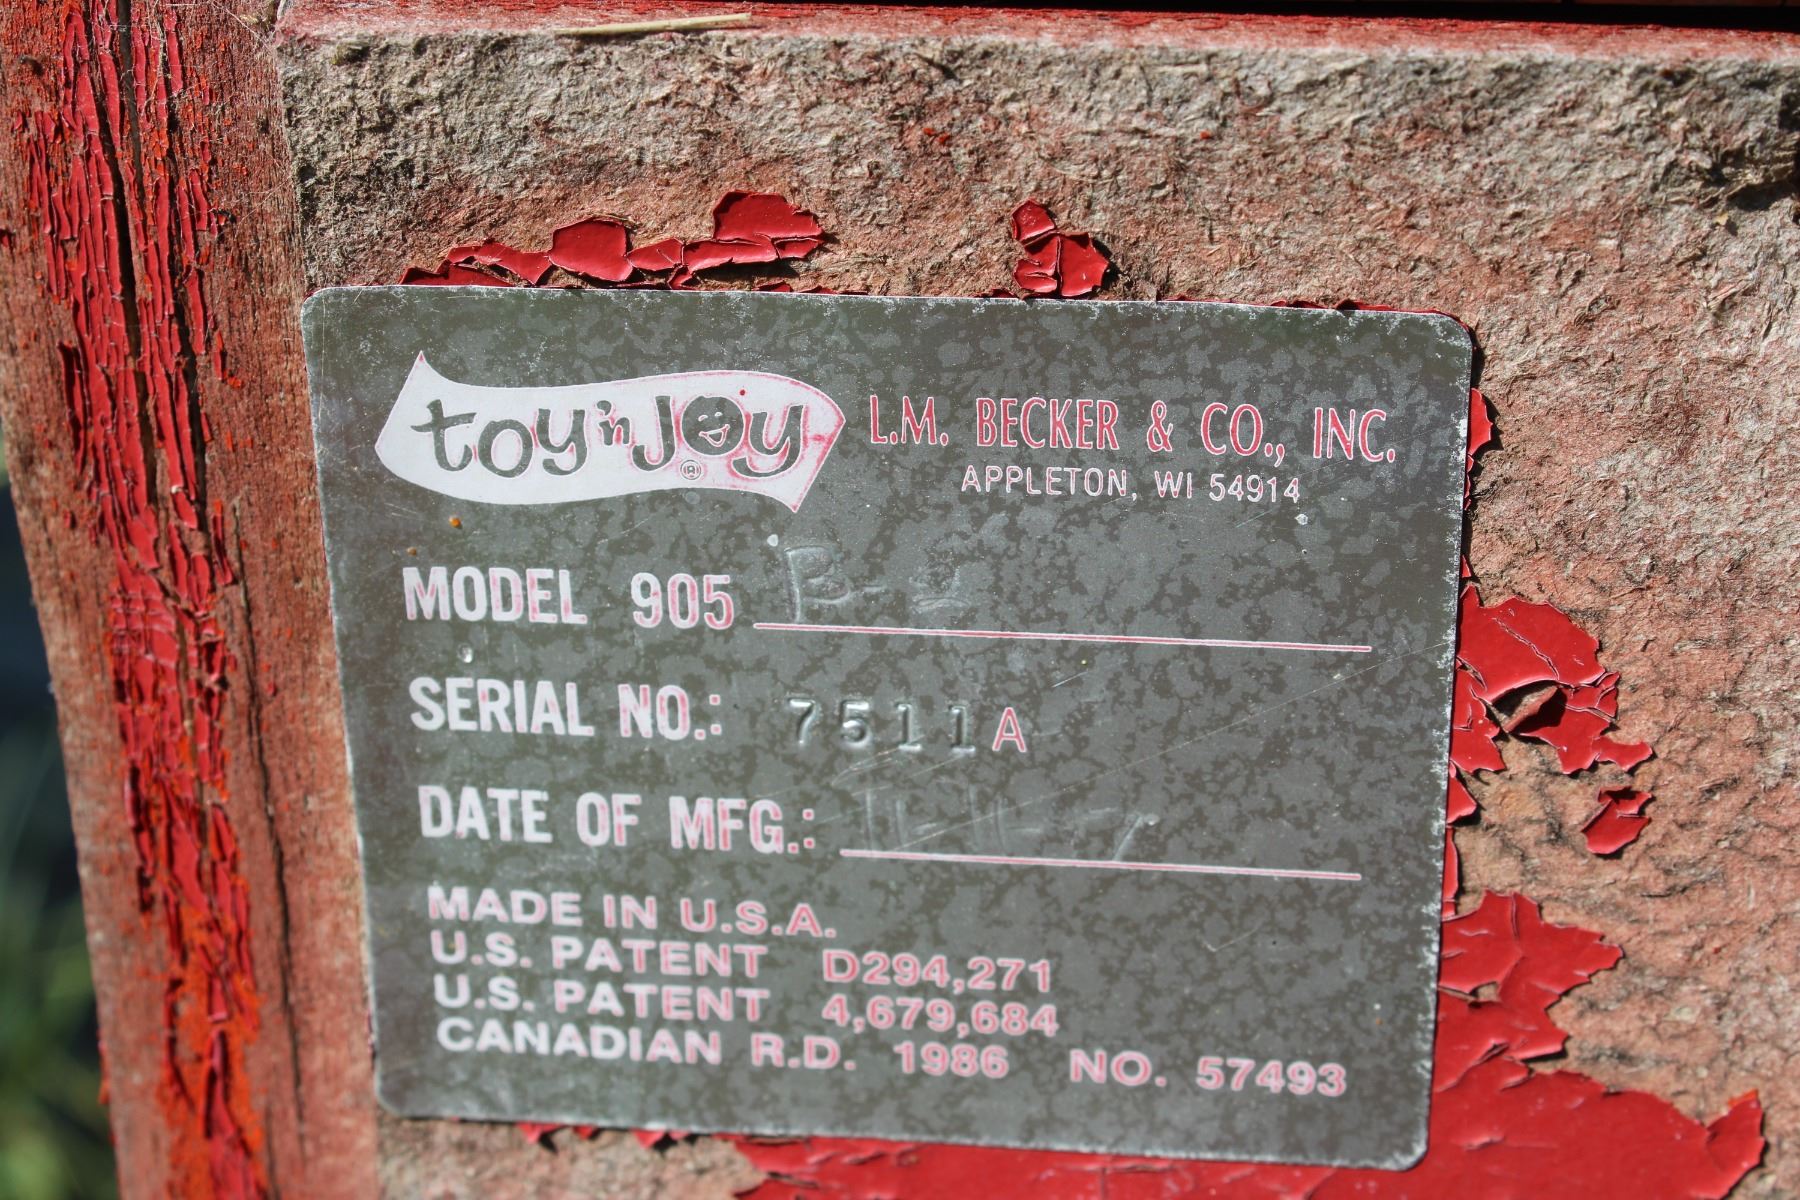 toy 'n joy ®
L.M. BECKER & CO., INC.
APPLETON, WI 54914
MODEL 905
SERIAL NO.: 7511A
DATE OF MFG.:
MADE IN U.S.A.
U.S. PATENT D294,271
U.S. PATENT 4,679,684
CANADIAN R.D. 1986 NO. 57493